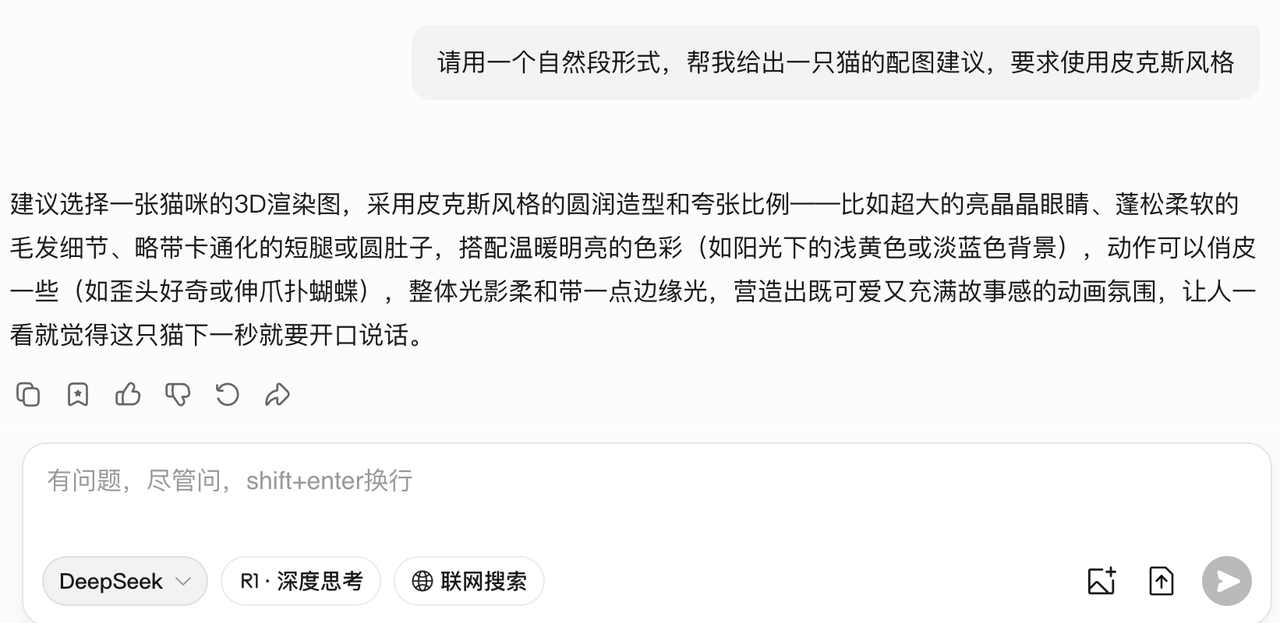 请用一个自然段形式，帮我给出一只猫的配图建议，要求使用皮克斯风格
建议选择一张猫咪的3D渲染图，采用皮克斯风格的圆润造型和夸张比例——比如超大的亮晶晶眼睛、蓬松柔软的
毛发细节、略带卡通化的短腿或圆肚子，搭配温暖明亮的色彩（如阳光下的浅黄色或淡蓝色背景），动作可以俏皮
一些（如歪头好奇或伸爪扑蝴蝶），整体光影柔和带一点边缘光，营造出既可爱又充满故事感的动画氛围，让人一
看就觉得这只猫下一秒就要开口说话。
有问题，尽管问，shift+enter换行
DeepSeek R1 · 深度思考 联网搜索